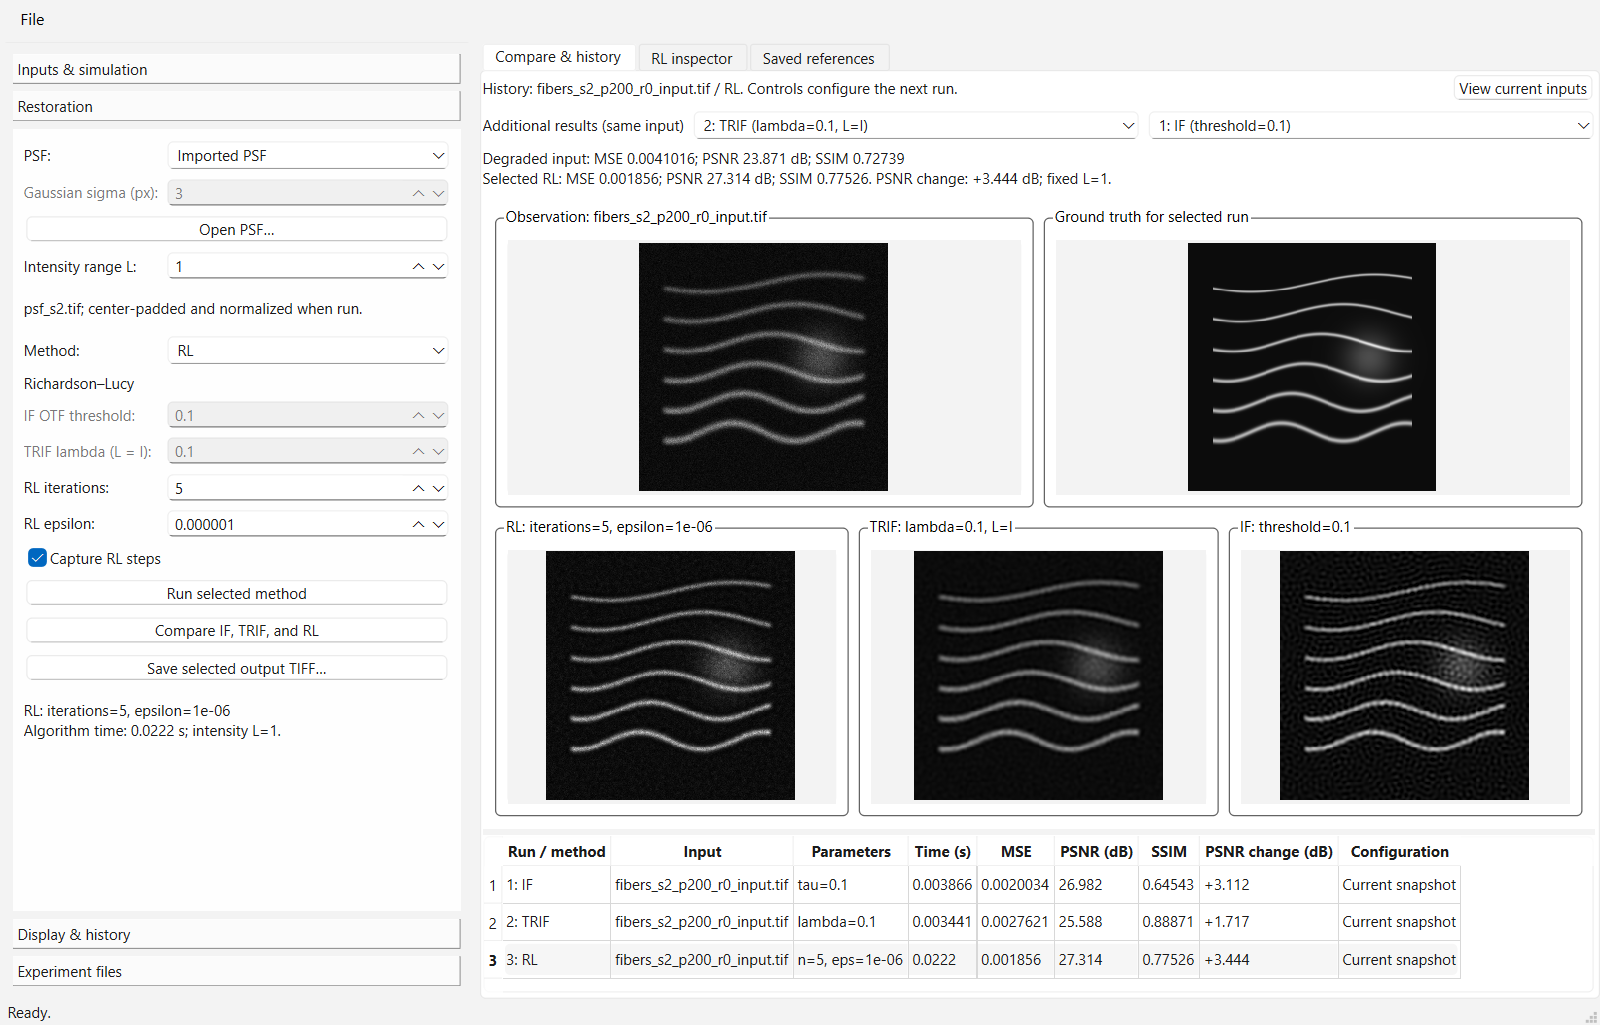 File
Inputs & simulation
Restoration
PSF: Imported PSF
Gaussian sigma (px): 3
Open PSF...
Intensity range L: 1
psf_s2.tif; center-padded and normalized when run.
Method: RL
Richardson–Lucy
IF OTF threshold: 0.1
TRIF lambda (L = I): 0.1
RL iterations: 5
RL epsilon: 0.000001
Capture RL steps
Run selected method
Compare IF, TRIF, and RL
Save selected output TIFF...
RL: iterations=5, epsilon=1e-06
Algorithm time: 0.0222 s; intensity L=1.
Display & history
Experiment files
Ready.
Compare & history RL inspector Saved references
History: fibers_s2_p200_r0_input.tif / RL. Controls configure the next run. View current inputs
Additional results (same input) 2: TRIF (lambda=0.1, L=I) 1: IF (threshold=0.1)
Degraded input: MSE 0.0041016; PSNR 23.871 dB; SSIM 0.72739
Selected RL: MSE 0.001856; PSNR 27.314 dB; SSIM 0.77526. PSNR change: +3.444 dB; fixed L=1.
Observation: fibers_s2_p200_r0_input.tif Ground truth for selected run
RL: iterations=5, epsilon=1e-06 TRIF: lambda=0.1, L=I IF: threshold=0.1
Run / method Input Parameters Time (s) MSE PSNR (dB) SSIM PSNR change (dB) Configuration
1 1: IF fibers_s2_p200_r0_input.tif tau=0.1 0.003866 0.0020034 26.982 0.64543 +3.112 Current snapshot
2 2: TRIF fibers_s2_p200_r0_input.tif lambda=0.1 0.003441 0.0027621 25.588 0.88871 +1.717 Current snapshot
3 3: RL fibers_s2_p200_r0_input.tif n=5, eps=1e-06 0.0222 0.001856 27.314 0.77526 +3.444 Current snapshot